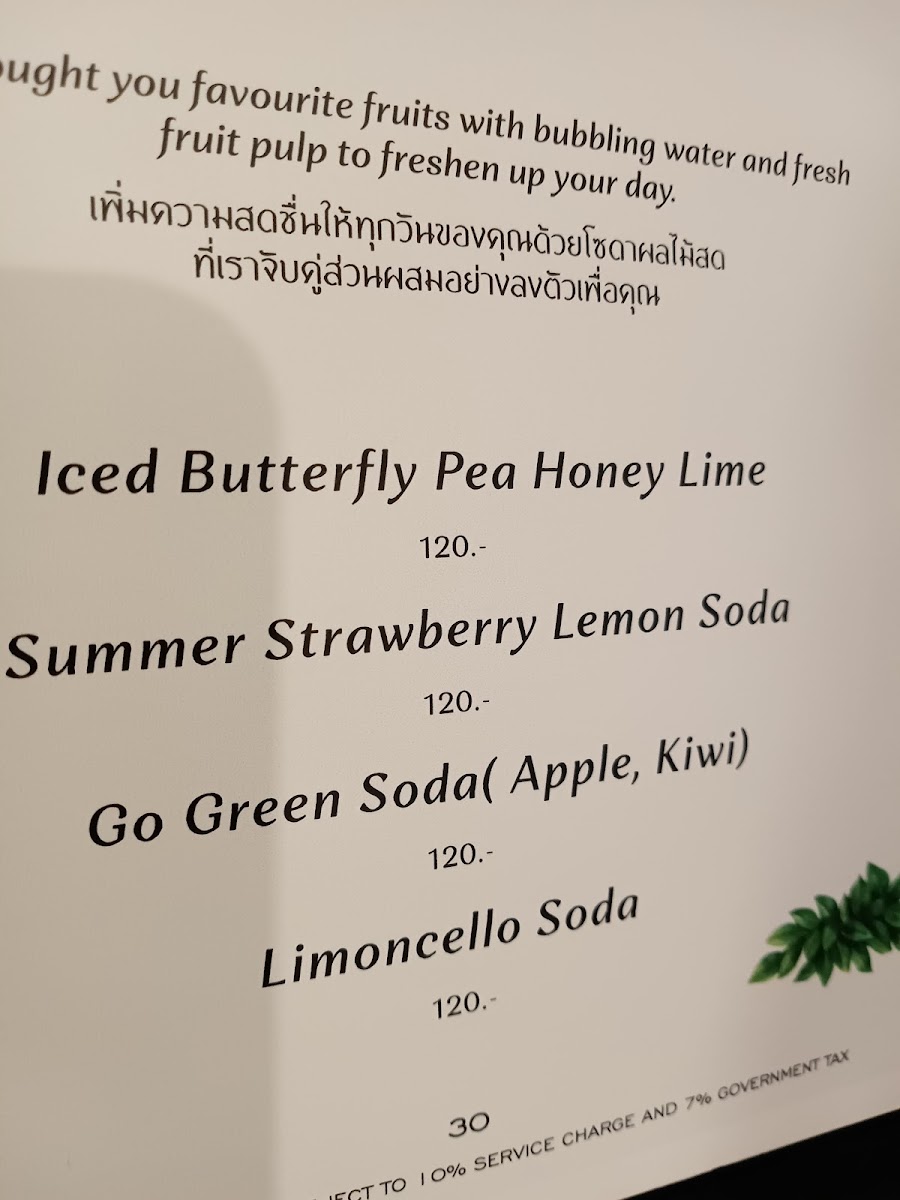 you favourite fruits with bubbling water and fresh
fruit pulp to freshen up your day.
เพิ่มความสดชื่นให้ทุกวันของคุณด้วยโซดาผลไม้สด
ที่เราจับคู่ส่วนผสมอย่างลงตัวเพื่อคุณ
Iced Butterfly Pea Honey Lime
120.-
Summer Strawberry Lemon Soda
120.-
Go Green Soda( Apple, Kiwi)
120.-
Limoncello Soda
120.-
30
TO 10% SERVICE CHARGE AND 7% GOVERNMENT TAX